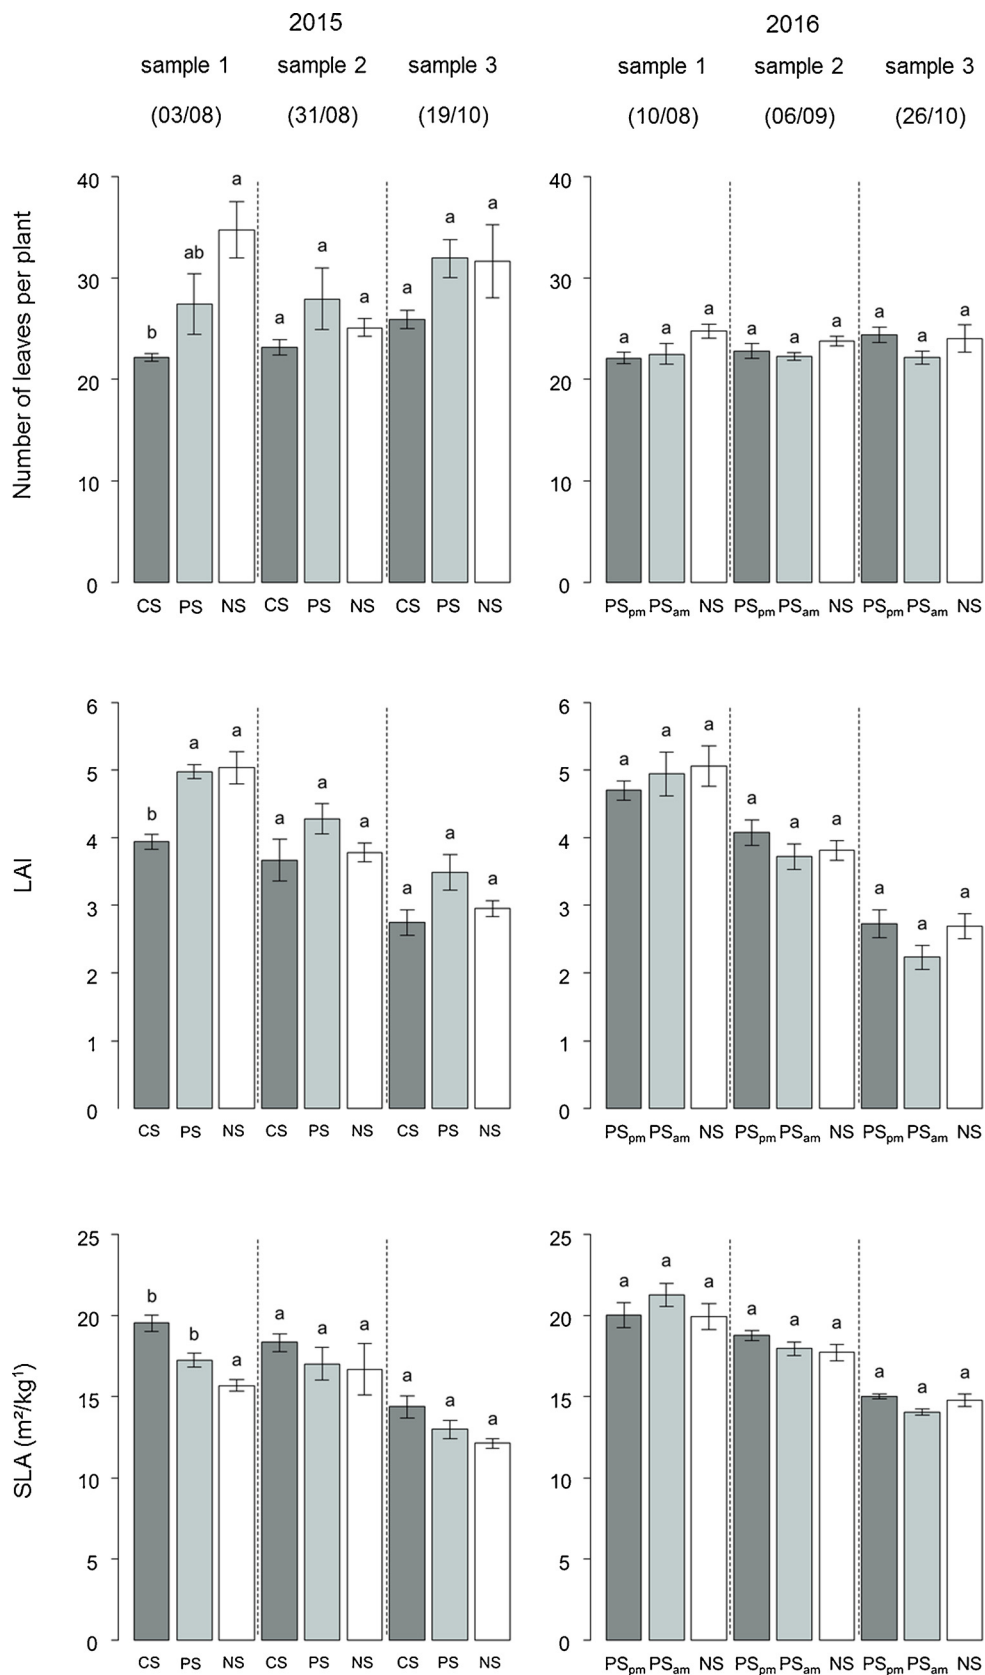 2015 2016
sample 1 sample 2 sample 3 sample 1 sample 2 sample 3
(03/08) (31/08) (19/10) (10/08) (06/09) (26/10)
Number of leaves per plant
40
30
20
10
0
b ab a a a a a a a
CS PS NS CS PS NS CS PS NS
40
30
20
10
0
a a a a a a a a a
PSpm PSam NS PSpm PSam NS PSpm PSam NS
LAI
6
5
4
3
2
1
0
b a a a a a a a a
CS PS NS CS PS NS CS PS NS
6
5
4
3
2
1
0
a a a a a a a a a
PSpm PSam NS PSpm PSam NS PSpm PSam NS
SLA (m²/kg¹)
25
20
15
10
5
0
b b a a a a a a a
CS PS NS CS PS NS CS PS NS
25
20
15
10
5
0
a a a a a a a a a
PSpm PSam NS PSpm PSam NS PSpm PSam NS